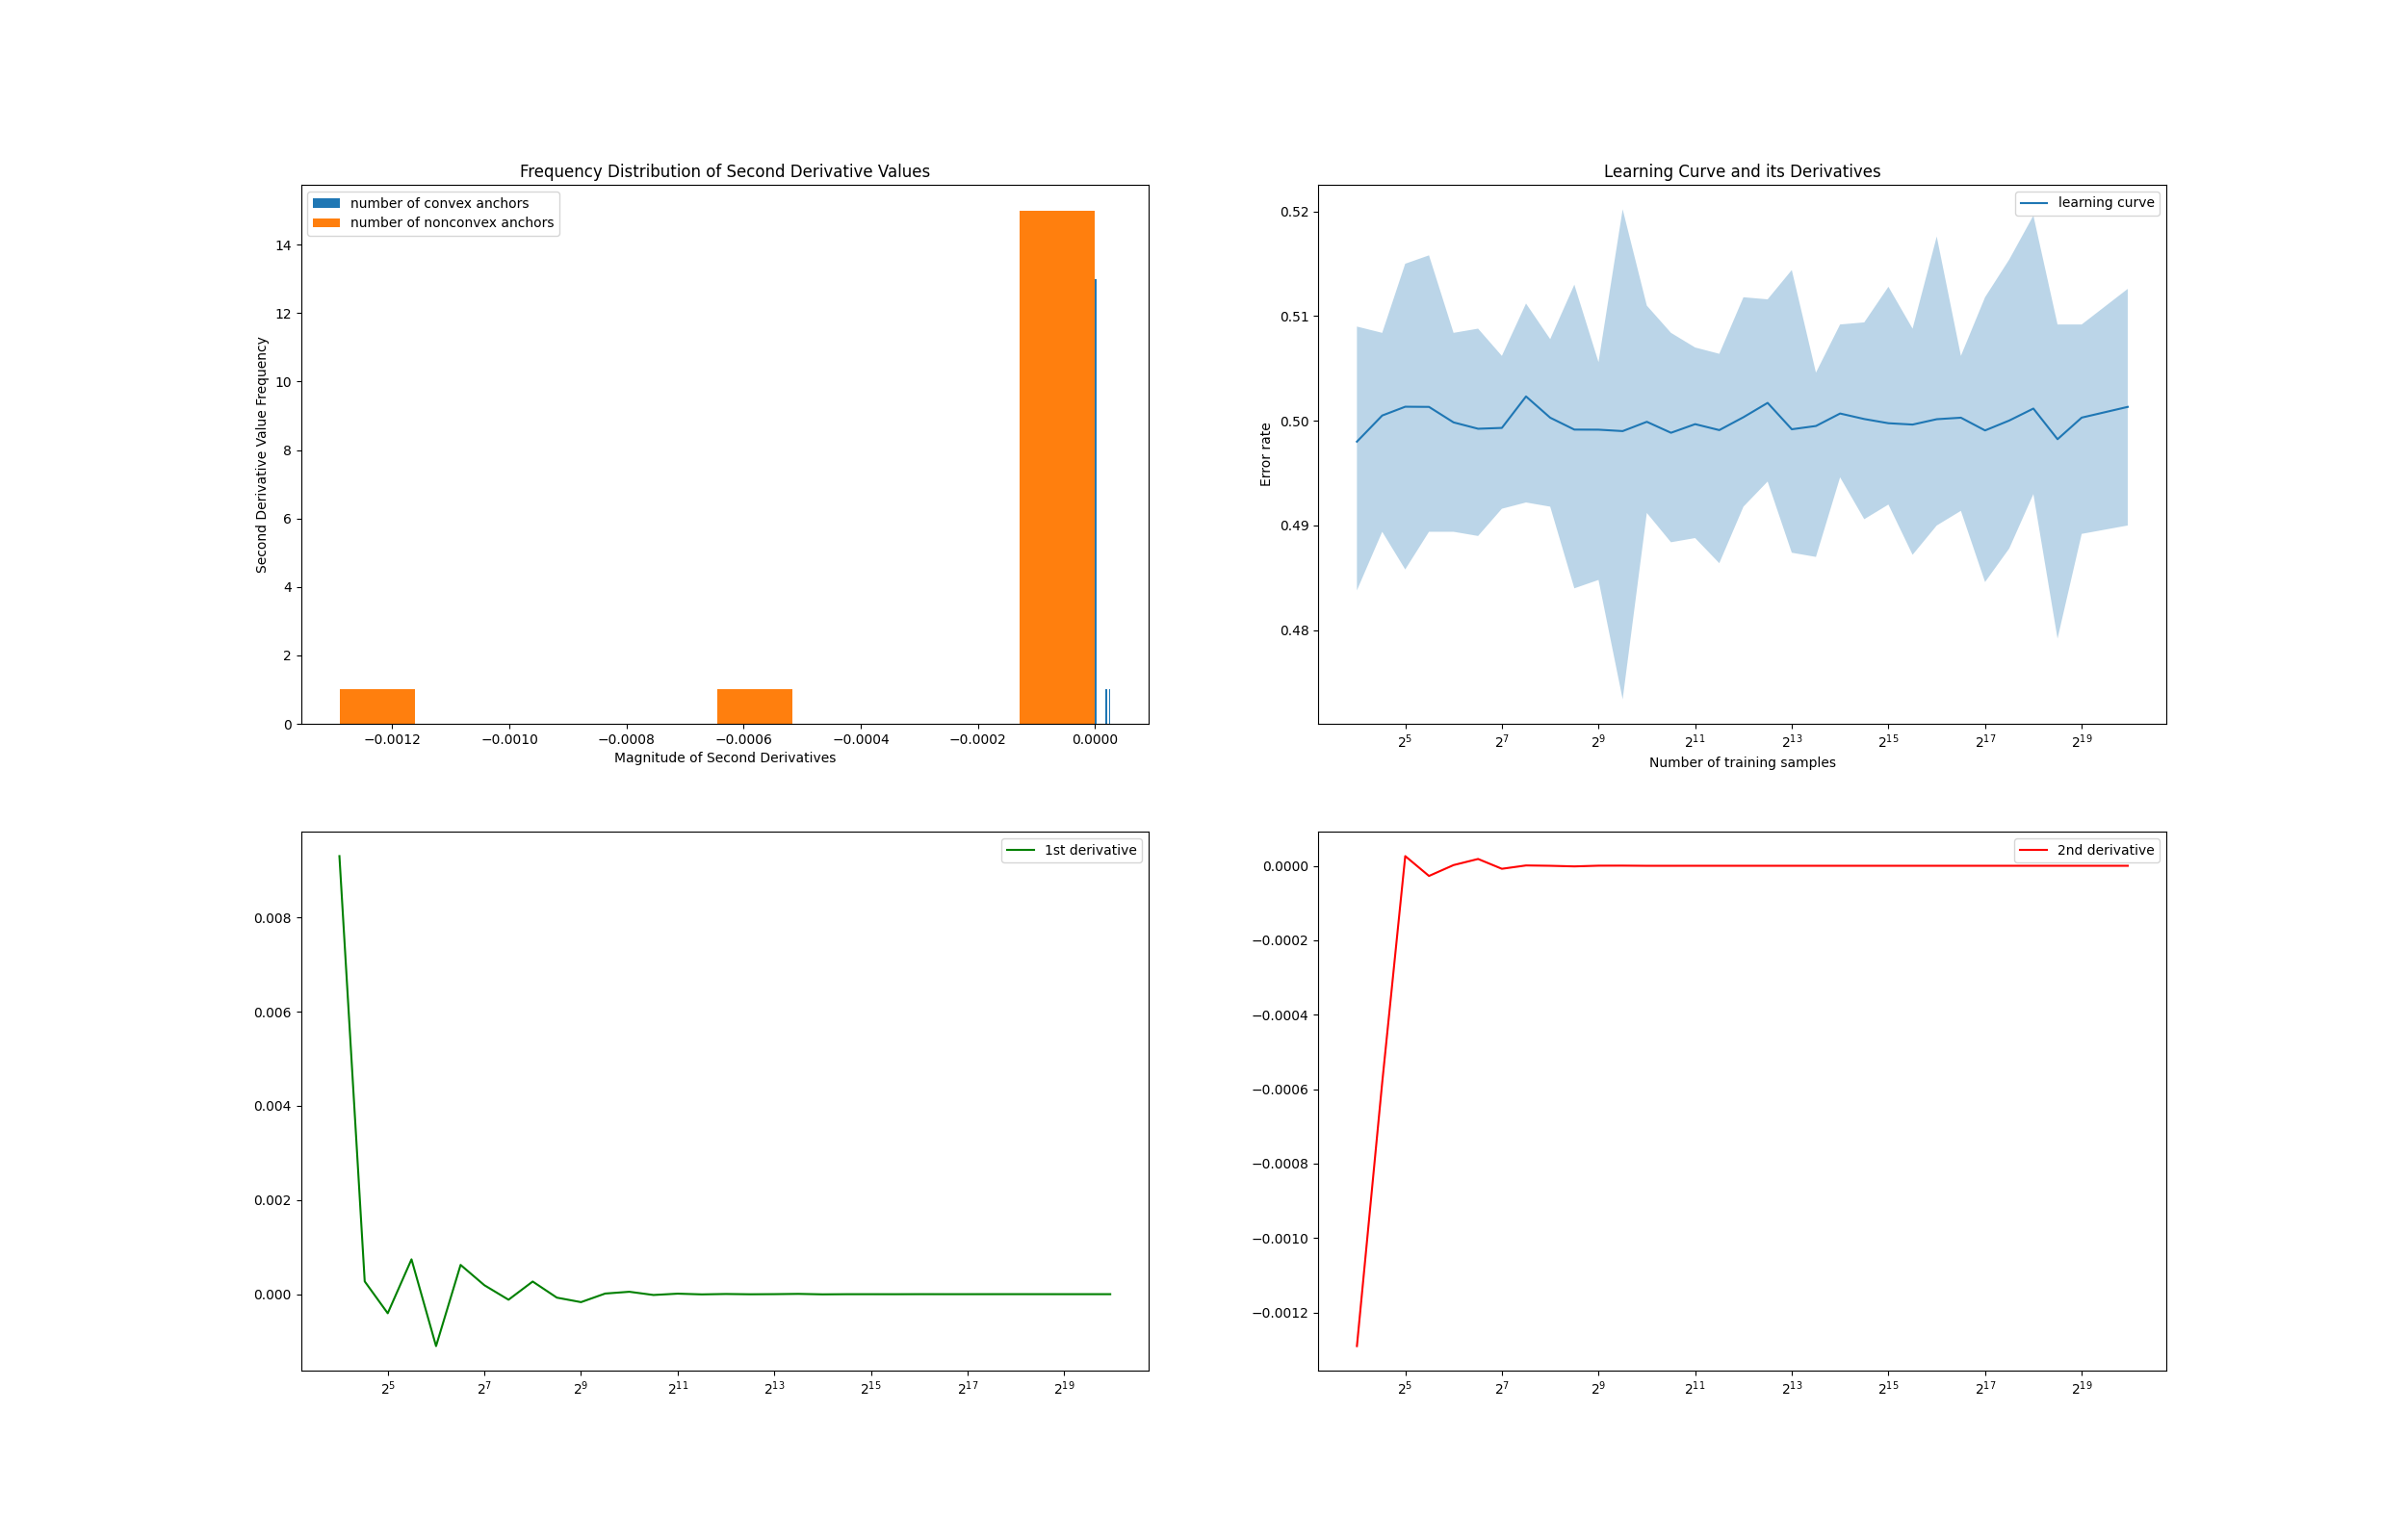 Frequency Distribution of Second Derivative Values
number of convex anchors
number of nonconvex anchors
Second Derivative Value Frequency
14
12
10
8
6
4
2
0
−0.0012 −0.0010 −0.0008 −0.0006 −0.0004 −0.0002 0.0000
Magnitude of Second Derivatives
Learning Curve and its Derivatives
learning curve
Error rate
0.52
0.51
0.50
0.49
0.48
2^5 2^7 2^9 2^11 2^13 2^15 2^17 2^19
Number of training samples
1st derivative
0.008
0.006
0.004
0.002
0.000
2^5 2^7 2^9 2^11 2^13 2^15 2^17 2^19
2nd derivative
0.0000
−0.0002
−0.0004
−0.0006
−0.0008
−0.0010
−0.0012
2^5 2^7 2^9 2^11 2^13 2^15 2^17 2^19